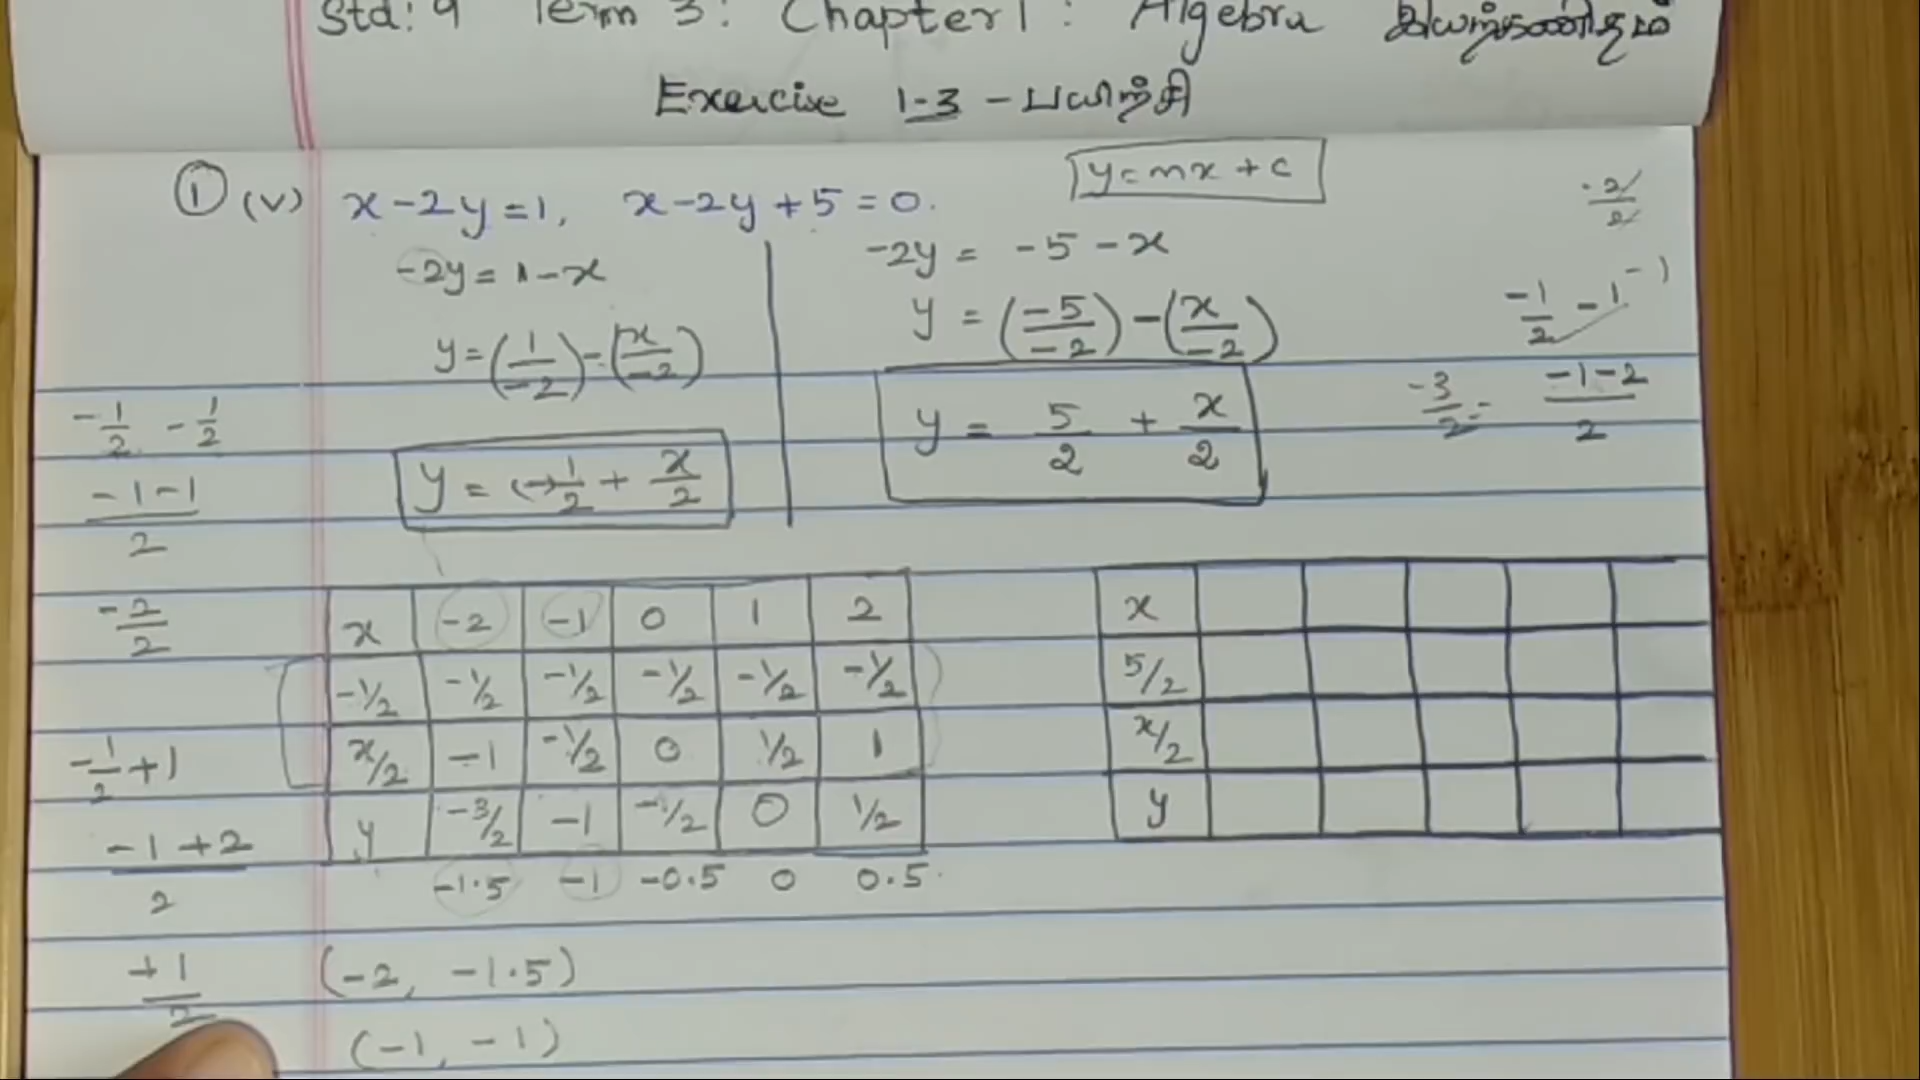 Std: 9 Term 3: Chapter 1: Algebra இயற்கணிதம்
Exercise 1-3 - பயிற்சி
① (v) x-2y=1, x-2y+5=0.
y=mx+c
-2y=1-x
y=(1/-2)-(x/-2)
y=(-)1/2+x/2
-2y = -5-x
y = (-5/-2)-(x/-2)
y = 5/2 + x/2
-2/2
-1/2 -1
-3/2 = -1-2/2
-1/2 -1/2
-1-1/2
-2/2
-1/2+1
-1+2/2
+1/2
x -2 -1 0 1 2
-1/2 -1/2 -1/2 -1/2 -1/2 -1/2
x/2 -1 -1/2 0 1/2 1
y -3/2 -1 -1/2 0 1/2
-1.5 -1 -0.5 0 0.5
x
5/2
x/2
y
(-2, -1.5)
(-1, -1)